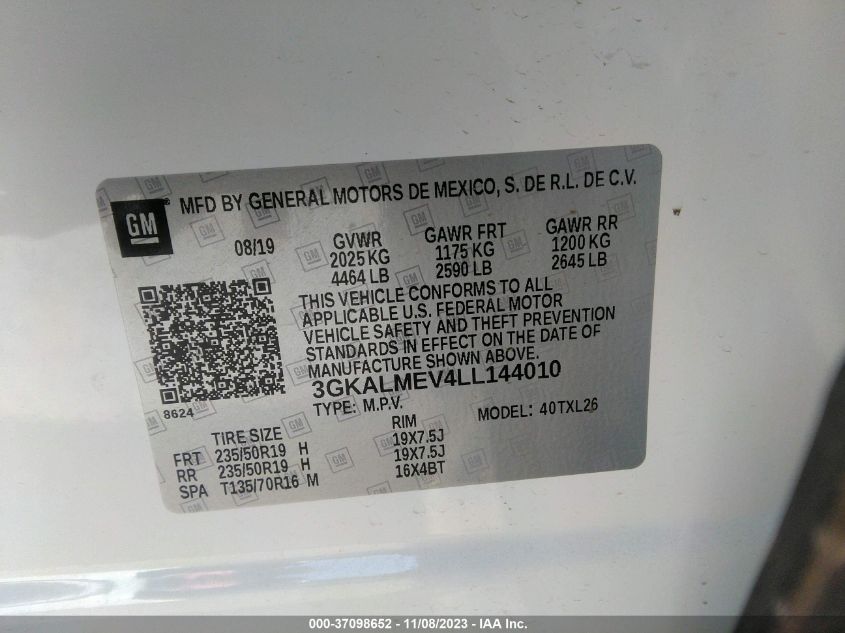 GM
MFD BY GENERAL MOTORS DE MEXICO, S. DE R.L. DE C.V.
08/19
GVWR GAWR FRT GAWR RR
2025 KG 1175 KG 1200 KG
4464 LB 2590 LB 2645 LB
THIS VEHICLE CONFORMS TO ALL
APPLICABLE U.S. FEDERAL MOTOR
VEHICLE SAFETY AND THEFT PREVENTION
STANDARDS IN EFFECT ON THE DATE OF
MANUFACTURE SHOWN ABOVE.
3GKALMEV4LL144010
8624
TYPE: M.P.V. MODEL: 40TXL26
TIRE SIZE RIM
FRT 235/50R19 H 19X7.5J
RR 235/50R19 H 19X7.5J
SPA T135/70R16 M 16X4BT
000-37098652 - 11/08/2023 - Copyright IAA, Inc.